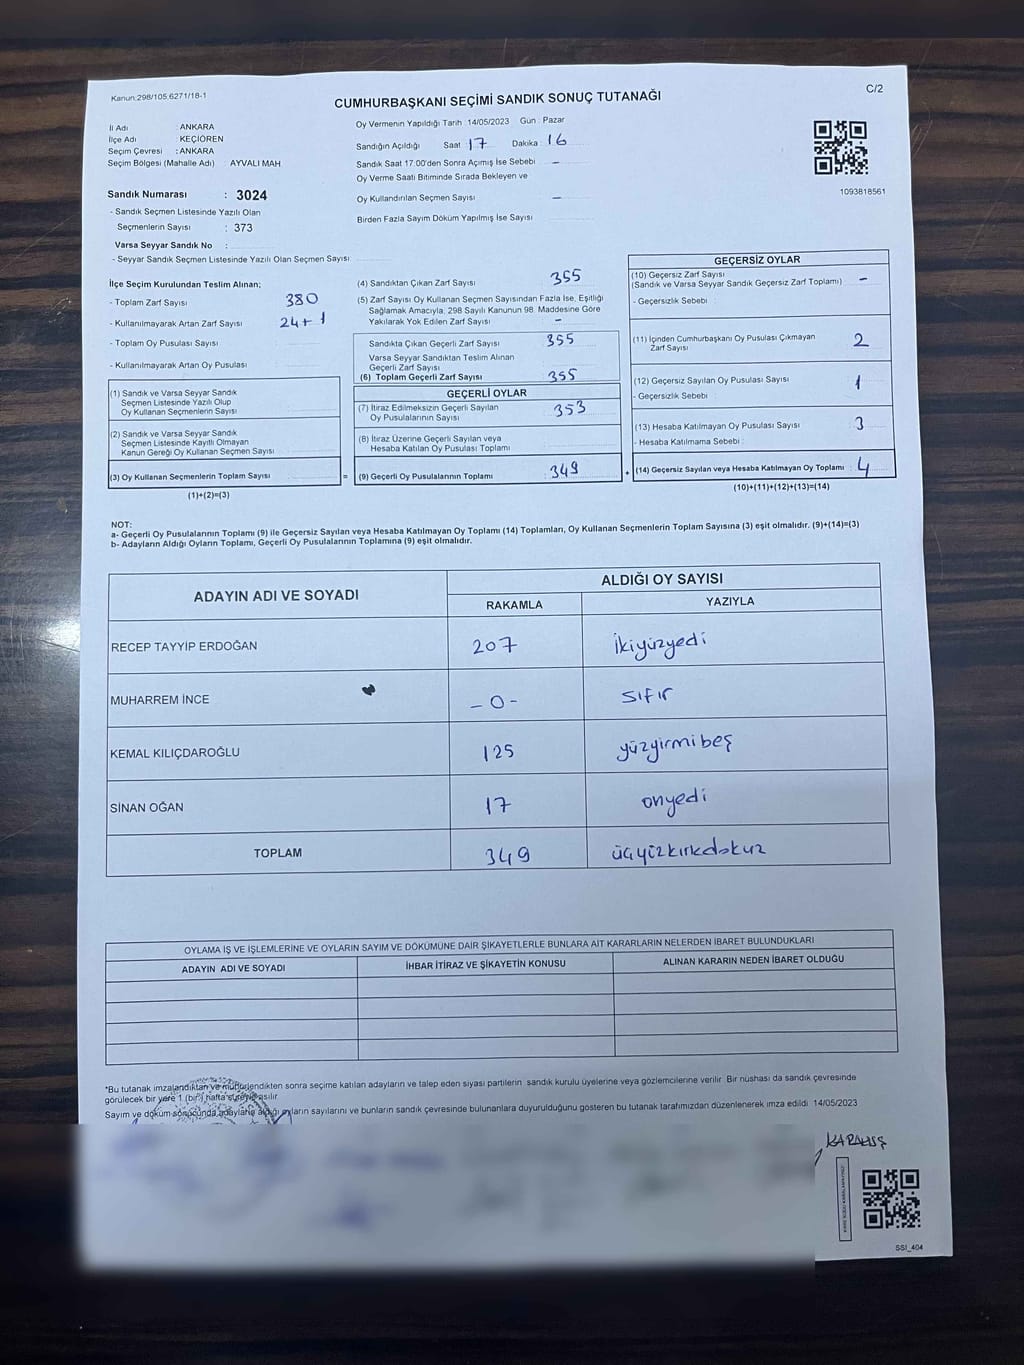 Kanun:298/105,6271/18-1
CUMHURBAŞKANI SEÇİMİ SANDIK SONUÇ TUTANAĞI
C/2
İl Adı : ANKARA
İlçe Adı : KEÇİÖREN
Seçim Çevresi : ANKARA
Seçim Bölgesi (Mahalle Adı) AYVALI MAH
Sandık Numarası : 3024
- Sandık Seçmen Listesinde Yazılı Olan
Seçmenlerin Sayısı : 373
Varsa Seyyar Sandık No :
- Seyyar Sandık Seçmen Listesinde Yazılı Olan Seçmen Sayısı
Oy Vermenin Yapıldığı Tarih :14/05/2023 Gün : Pazar
Sandığın Açıldığı Saat : 17 Dakika : 16
Sandık Saat 17:00'den Sonra Açımış İse Sebebi -
Oy Verme Saati Bitiminde Sırada Bekleyen ve
Oy Kullandırılan Seçmen Sayısı -
Birden Fazla Sayım Döküm Yapılmış İse Sayısı
1093818561
İlçe Seçim Kurulundan Teslim Alınan;
- Toplam Zarf Sayısı 380
- Kullanılmayarak Artan Zarf Sayısı 24+1
- Toplam Oy Pusulası Sayısı
- Kullanılmayarak Artan Oy Pusulası
(1) Sandık ve Varsa Seyyar Sandık
Seçmen Listesinde Yazılı Olup
Oy Kullanan Seçmenlerin Sayısı
(2) Sandık ve Varsa Seyyar Sandık
Seçmen Listesinde Kayıtlı Olmayan
Kanun Gereği Oy Kullanan Seçmen Sayısı
(3) Oy Kullanan Seçmenlerin Toplam Sayısı =
(1)+(2)=(3)
(4) Sandıktan Çıkan Zarf Sayısı 355
(5) Zarf Sayısı Oy Kullanan Seçmen Sayısından Fazla İse, Eşitliği
Sağlamak Amacıyla, 298 Sayılı Kanunun 98. Maddesine Göre
Yakılarak Yok Edilen Zarf Sayısı -
Sandıkta Çıkan Geçerli Zarf Sayısı 355
Varsa Seyyar Sandıktan Teslim Alınan
Geçerli Zarf Sayısı
(6) Toplam Geçerli Zarf Sayısı 355
GEÇERLİ OYLAR
(7) İtiraz Edilmeksizin Geçerli Sayılan
Oy Pusulalarının Sayısı 353
(8) İtiraz Üzerine Geçerli Sayılan veya
Hesaba Katılan Oy Pusulası Toplamı
(9) Geçerli Oy Pusulalarının Toplamı 349 +
GEÇERSİZ OYLAR
(10) Geçersiz Zarf Sayısı
(Sandık ve Varsa Seyyar Sandık Geçersiz Zarf Toplamı) -
- Geçersizlik Sebebi :
(11) İçinden Cumhurbaşkanı Oy Pusulası Çıkmayan
Zarf Sayısı 2
(12) Geçersiz Sayılan Oy Pusulası Sayısı 1
- Geçersizlik Sebebi :
(13) Hesaba Katılmayan Oy Pusulası Sayısı 3
- Hesaba Katılmama Sebebi :
(14) Geçersiz Sayılan veya Hesaba Katılmayan Oy Toplamı : 4
(10)+(11)+(12)+(13)=(14)
NOT:
a- Geçerli Oy Pusulalarının Toplamı (9) ile Geçersiz Sayılan veya Hesaba Katılmayan Oy Toplamı (14) Toplamları, Oy Kullanan Seçmenlerin Toplam Sayısına (3) eşit olmalıdır. (9)+(14)=(3)
b- Adayların Aldığı Oyların Toplamı, Geçerli Oy Pusulalarının Toplamına (9) eşit olmalıdır.
ADAYIN ADI VE SOYADI
ALDIĞI OY SAYISI
RAKAMLA YAZIYLA
RECEP TAYYİP ERDOĞAN 207 İkiyüzyedi
MUHARREM İNCE -0- Sıfır
KEMAL KILIÇDAROĞLU 125 yüzyirmibeş
SİNAN OĞAN 17 onyedi
TOPLAM 349 üçyüzkırkdokuz
OYLAMA İŞ VE İŞLEMLERİNE VE OYLARIN SAYIM VE DÖKÜMÜNE DAİR ŞİKAYETLERLE BUNLARA AİT KARARLARIN NELERDEN İBARET BULUNDUKLARI
ADAYIN ADI VE SOYADI İHBAR İTİRAZ VE ŞİKAYETİN KONUSU ALINAN KARARIN NEDEN İBARET OLDUĞU
*Bu tutanak imzalandıktan ve mühürlendikten sonra seçime katılan adayların ve talep eden siyasi partilerin sandık kurulu üyelerine veya gözlemcilerine verilir Bir nüshası da sandık çevresinde
görülecek bir yere 1 (bir) hafta süreyle asılır.
Sayım ve döküm sonucunda adayların aldığı oyların sayılarını ve bunların sandık çevresinde bulunanlara duyurulduğunu gösteren bu tutanak tarafımızdan düzenlenerek imza edildi 14/05/2023
SSI_404